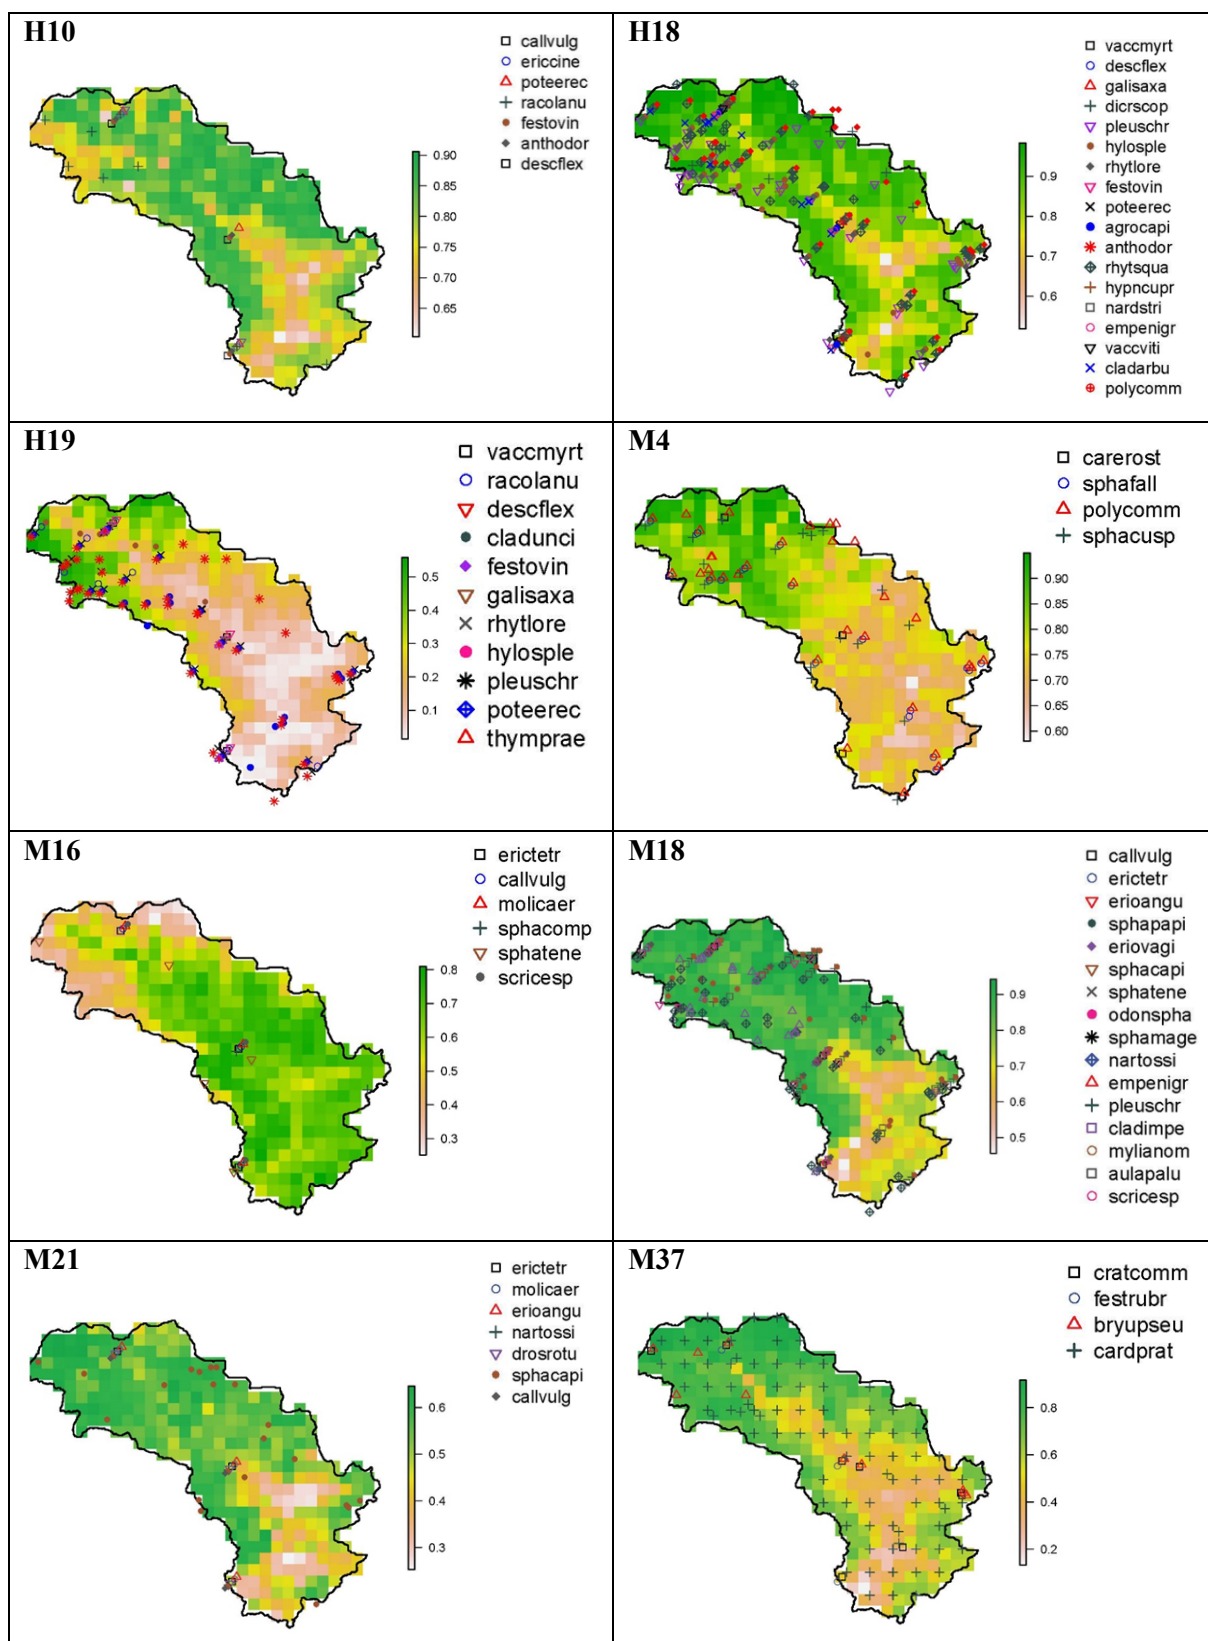 H10
callvulg
ericcine
poteerec
racolanu
festovin
anthodor
descflex
0.90
0.85
0.80
0.75
0.70
0.65
H18
vaccmyrt
descflex
galisaxa
dicrscop
pleuschr
hylosple
rhytlore
festovin
poteerec
agrocapi
anthodor
rhytsqua
hypncupr
nardstri
empenigr
vaccviti
cladarbu
polycomm
0.9
0.8
0.7
0.6
H19
vaccmyrt
racolanu
descflex
cladunci
festovin
galisaxa
rhytlore
hylosple
pleuschr
poteerec
thymprae
0.5
0.4
0.3
0.2
0.1
M4
carerost
sphafall
polycomm
sphacusp
0.90
0.85
0.80
0.75
0.70
0.65
0.60
M16
erictetr
callvulg
molicaer
sphacomp
sphatene
scricesp
0.8
0.7
0.6
0.5
0.4
0.3
M18
callvulg
erictetr
erioangu
sphapapi
eriovagi
sphacapi
sphatene
odonspha
sphamage
nartossi
empenigr
pleuschr
cladimpe
mylianom
aulapalu
scricesp
0.9
0.8
0.7
0.6
0.5
M21
erictetr
molicaer
erioangu
nartossi
drosrotu
sphacapi
callvulg
0.6
0.5
0.4
0.3
M37
cratcomm
festrubr
bryupseu
cardprat
0.8
0.6
0.4
0.2